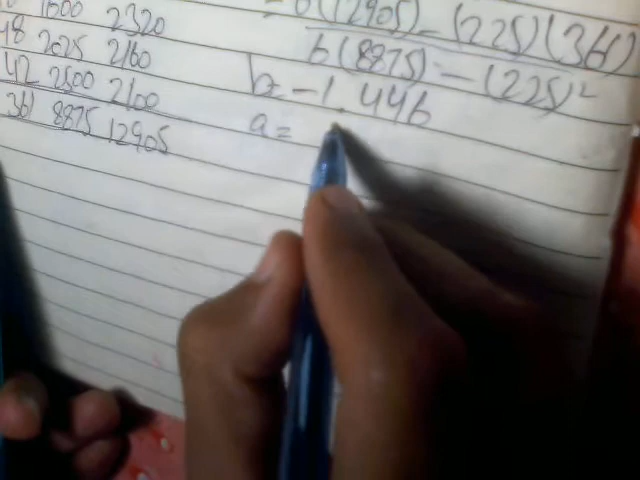 1600 2320
48 2025 2160
42 2500 2100
361 8875 12905
= 6(12905) - (225)(361)
6(8875) - (225)²
b = -1.446
a =